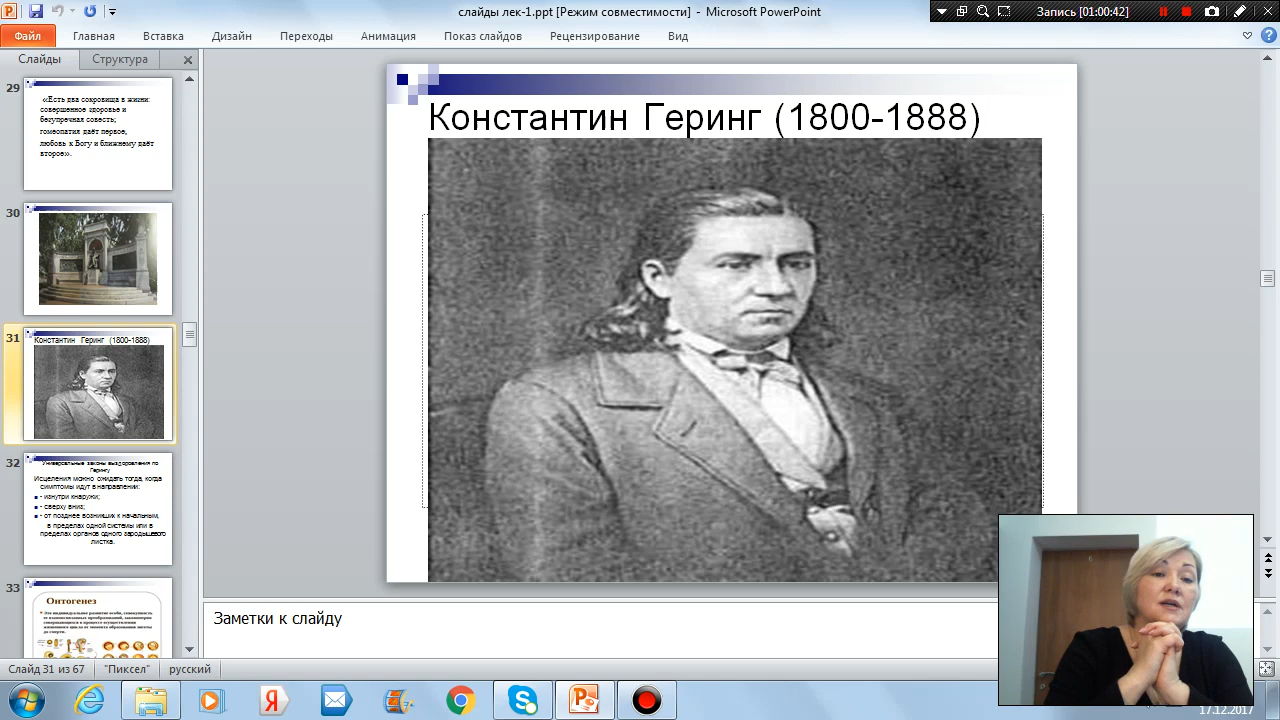 слайды лек-1.ppt [Режим совместимости] - Microsoft PowerPoint
Запись [01:00:42]
Файл
Главная
Вставка
Дизайн
Переходы
Анимация
Показ слайдов
Рецензирование
Вид
Слайды
Структура
29
«Есть два сокровища в жизни:
совершенное здоровье и
безупречная совесть;
гомеопатия даёт первое,
любовь к Богу и ближнему даёт
второе».
30
31
Константин Геринг (1800-1888)
32
Универсальные законы выздоровления по
Герингу
Исцеления можно ожидать тогда, когда
симптомы идут в направлении:
- изнутри кнаружи;
- сверху вниз;
- от позднее возникших к начальным,
в пределах одной системы или в
пределах органов одного зародышевого
листка.
33
Онтогенез
Константин Геринг (1800-1888)
Заметки к слайду
Слайд 31 из 67
"Пиксел"
русский
17.12.2017